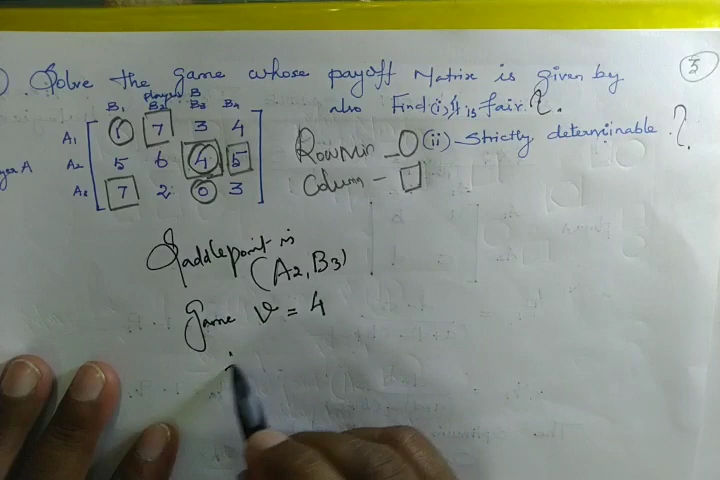 Solve the game whose payoff Matrix is given by
also Find (i) it is fair?
player B
B1 B2 B3 B4
A1 1 7 3 4
A2 5 6 4 5
A3 7 2 0 3
Row min - ○ (ii) Strictly determinable ?
Column - □
Saddle point is
(A2, B3)
Game v = 4
5